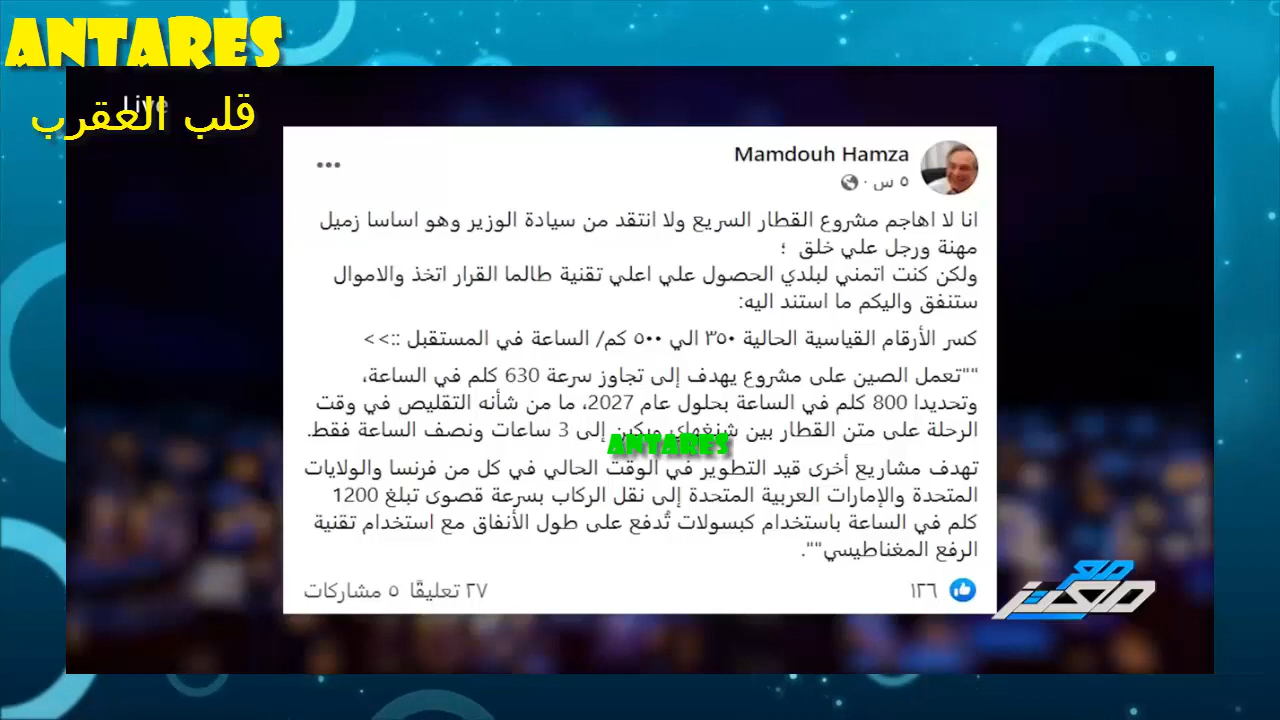 ANTARES
Live
قلب العقرب
Mamdouh Hamza
٥ س ·
انا لا اهاجم مشروع القطار السريع ولا انتقد من سيادة الوزير وهو اساسا زميل
مهنة ورجل علي خلق ؛
ولكن كنت اتمني لبلدي الحصول علي اعلي تقنية طالما القرار اتخذ والاموال
ستنفق واليكم ما استند اليه:
كسر الأرقام القياسية الحالية ٣٥٠ الي ٥٠٠ كم/ الساعة في المستقبل ::>>
""تعمل الصين على مشروع يهدف إلى تجاوز سرعة 630 كلم في الساعة،
وتحديدا 800 كلم في الساعة بحلول عام 2027، ما من شأنه التقليص في وقت
الرحلة على متن القطار بين شنغهاي وبكين إلى 3 ساعات ونصف الساعة فقط.
ANTARES
تهدف مشاريع أخرى قيد التطوير في الوقت الحالي في كل من فرنسا والولايات
المتحدة والإمارات العربية المتحدة إلى نقل الركاب بسرعة قصوى تبلغ 1200
كلم في الساعة باستخدام كبسولات تُدفع على طول الأنفاق مع استخدام تقنية
الرفع المغناطيسي"".
١٢٦
٢٧ تعليقًا ٥ مشاركات
مع
معتز